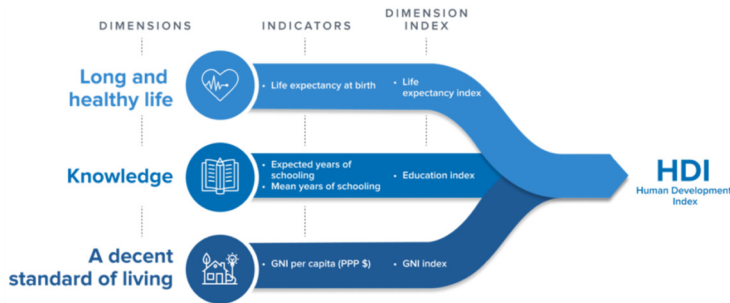 DIMENSIONS
INDICATORS
DIMENSION
INDEX
Long and
healthy life
• Life expectancy at birth
• Life
expectancy index
Knowledge
• Expected years of
schooling
• Mean years of schooling
• Education index
HDI
Human Development
Index
A decent
standard of living
• GNI per capita (PPP $)
• GNI index